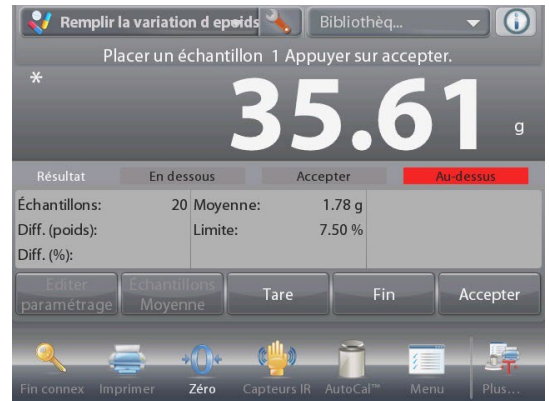 Remplir la variation d epoids Bibliothèq...
Placer un échantillon 1 Appuyer sur accepter.
*
35.61 g
Résultat En dessous Accepter Au-dessus
Échantillons: 20 Moyenne: 1.78 g
Diff. (poids): Limite: 7.50 %
Diff. (%):
Editer paramétrage Échantillons Moyenne Tare Fin Accepter
Fin connex Imprimer Zéro Capteurs IR AutoCal™ Menu Plus...